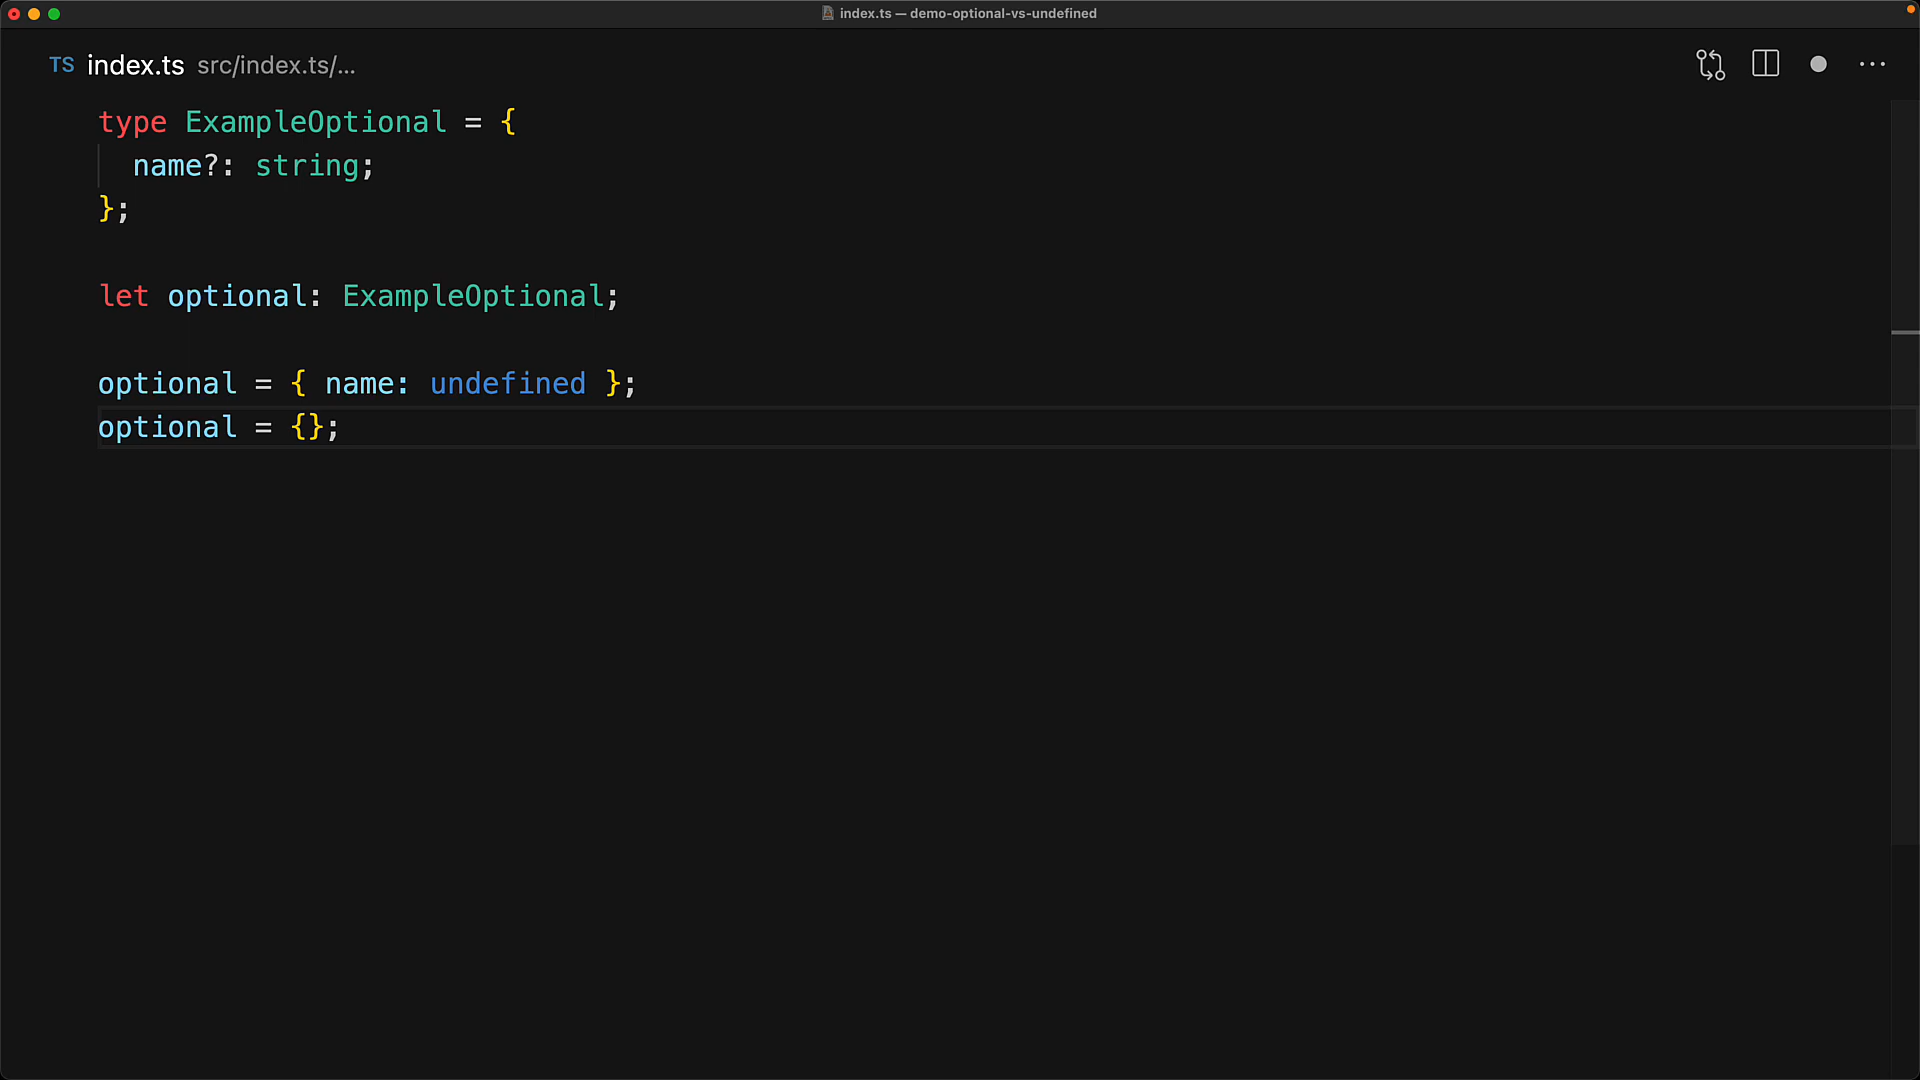 index.ts — demo-optional-vs-undefined
TS index.ts src/index.ts/...
type ExampleOptional = {
  name?: string;
};
let optional: ExampleOptional;
optional = { name: undefined };
optional = {};